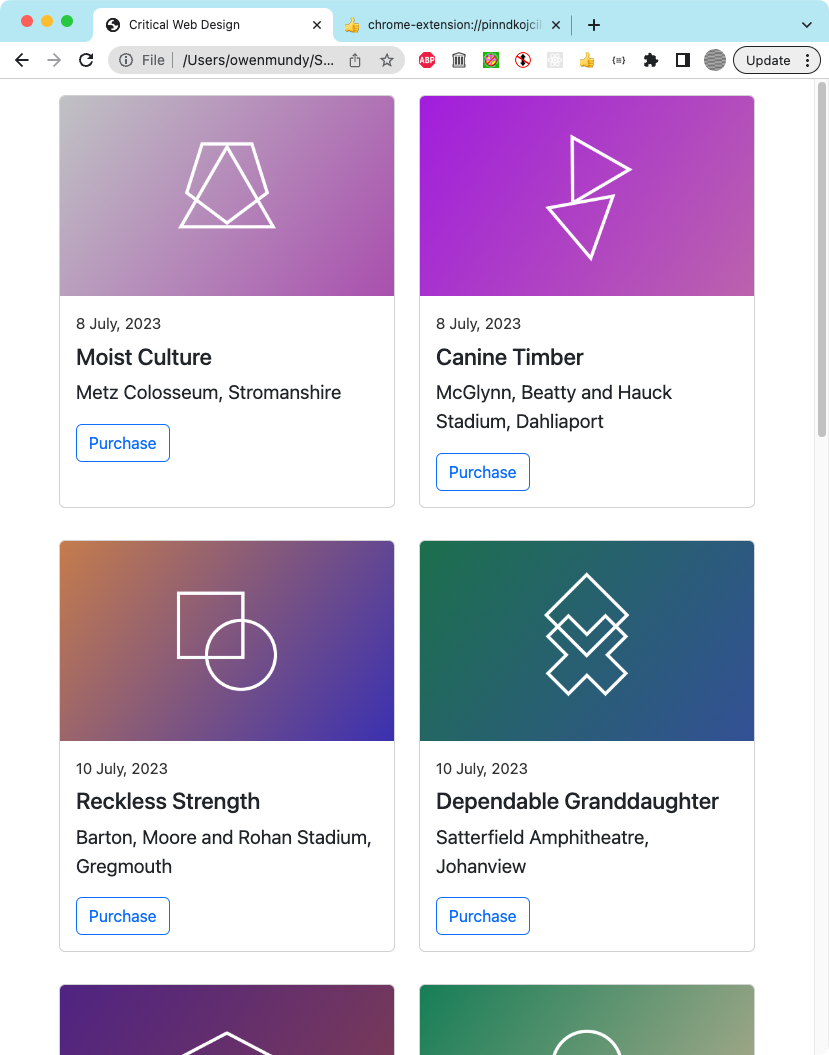 Critical Web Design
chrome-extension://pinndkojcil
File
/Users/owenmundy/S...
ABP
Update
8 July, 2023
Moist Culture
Metz Colosseum, Stromanshire
Purchase
8 July, 2023
Canine Timber
McGlynn, Beatty and Hauck
Stadium, Dahliaport
Purchase
10 July, 2023
Reckless Strength
Barton, Moore and Rohan Stadium,
Gregmouth
Purchase
10 July, 2023
Dependable Granddaughter
Satterfield Amphitheatre,
Johanview
Purchase